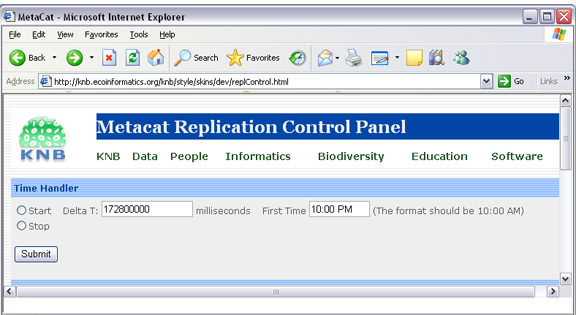 MetaCat - Microsoft Internet Explorer
File Edit View Favorites Tools Help
Back Search Favorites
Address http://knb.ecoinformatics.org/knb/style/skins/dev/replControl.html Go Links »
Metacat Replication Control Panel
KNB
KNB Data People Informatics Biodiversity Education Software
Time Handler
Start Delta T: 172800000 milliseconds First Time 10:00 PM (The format should be 10:00 AM)
Stop
Submit